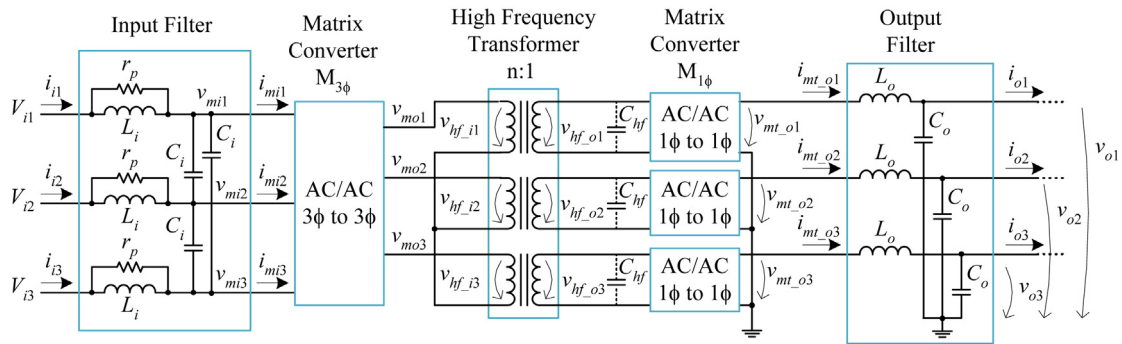 Input Filter
Matrix
Converter
M3ϕ
High Frequency
Transformer
n:1
Matrix
Converter
M1ϕ
Output
Filter
ii1
rp
Vi1
Li
vmi1
imi1
Ci
Ci
ii2
rp
Vi2
Li
vmi2
imi2
Ci
ii3
rp
Vi3
Li
vmi3
imi3
AC/AC
3ϕ to 3ϕ
vmo1
vmo2
vmo3
vhf_i1
vhf_o1
Chf
vhf_i2
vhf_o2
Chf
vhf_i3
vhf_o3
Chf
AC/AC
1ϕ to 1ϕ
AC/AC
1ϕ to 1ϕ
AC/AC
1ϕ to 1ϕ
imt_o1
vmt_o1
imt_o2
vmt_o2
imt_o3
vmt_o3
Lo
Co
Lo
Co
Lo
Co
io1
vo1
io2
vo2
io3
vo3